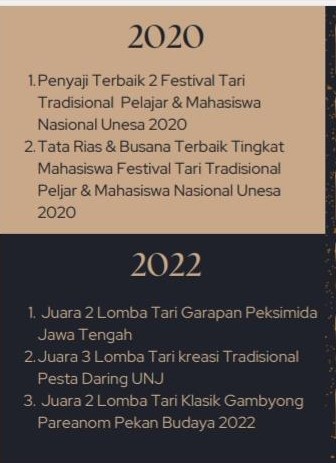 2020
1. Penyaji Terbaik 2 Festival Tari
Tradisional Pelajar & Mahasiswa
Nasional Unesa 2020
2. Tata Rias & Busana Terbaik Tingkat
Mahasiswa Festival Tari Tradisional
Peljar & Mahasiswa Nasional Unesa
2020
2022
1. Juara 2 Lomba Tari Garapan Peksimida
Jawa Tengah
2. Juara 3 Lomba Tari kreasi Tradisional
Pesta Daring UNJ
3. Juara 2 Lomba Tari Klasik Gambyong
Pareanom Pekan Budaya 2022